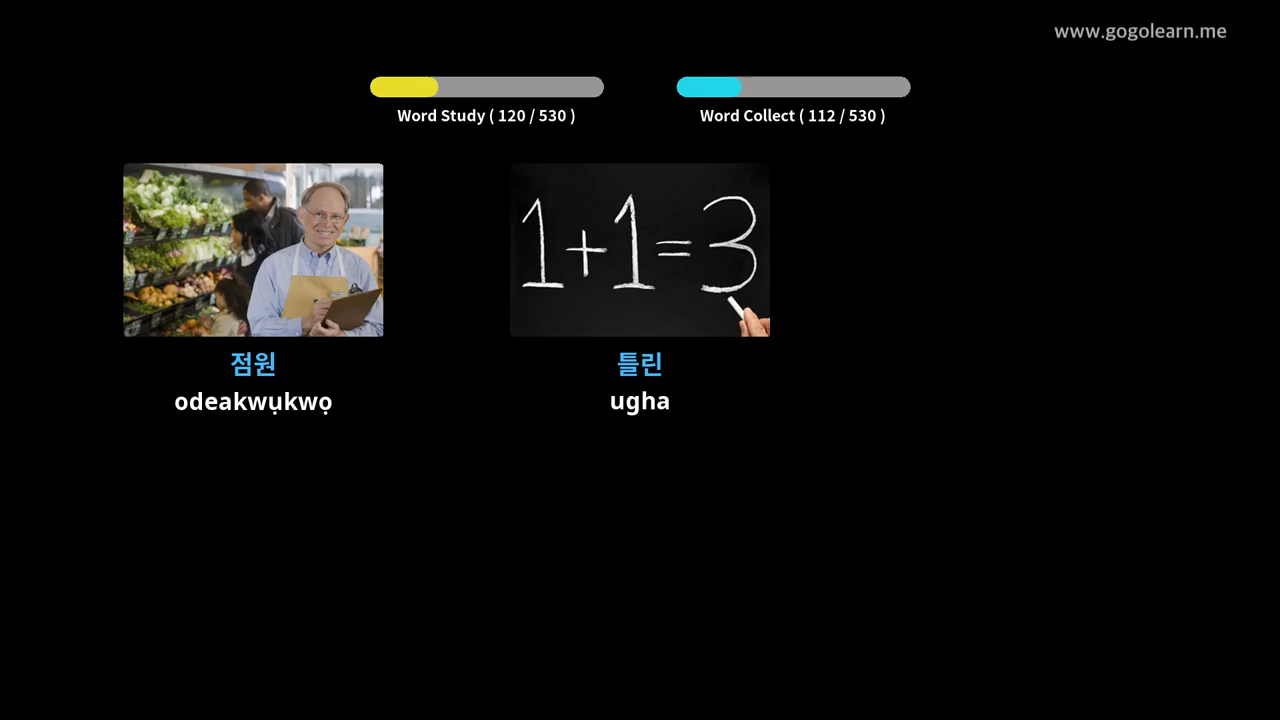 www.gogolearn.me
Word Study ( 120 / 530 )
Word Collect ( 112 / 530 )
1+1=3
점원
틀린
odeakwụkwọ
ugha